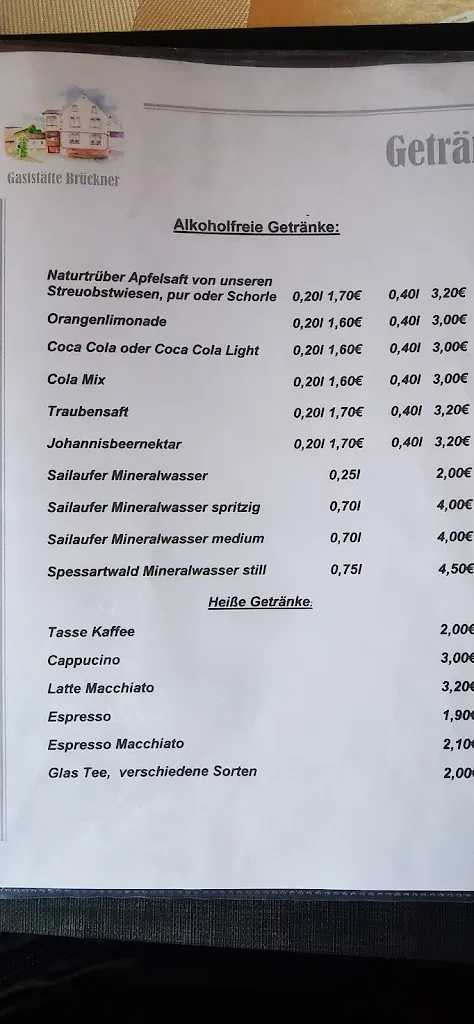 Gaststätte Brückner
Geträ
Alkoholfreie Getränke:
Naturtrüber Apfelsaft von unseren
Streuobstwiesen, pur oder Schorle 0,20l 1,70€ 0,40l 3,20€
Orangenlimonade 0,20l 1,60€ 0,40l 3,00€
Coca Cola oder Coca Cola Light 0,20l 1,60€ 0,40l 3,00€
Cola Mix 0,20l 1,60€ 0,40l 3,00€
Traubensaft 0,20l 1,70€ 0,40l 3,20€
Johannisbeernektar 0,20l 1,70€ 0,40l 3,20€
Sailaufer Mineralwasser 0,25l 2,00€
Sailaufer Mineralwasser spritzig 0,70l 4,00€
Sailaufer Mineralwasser medium 0,70l 4,00€
Spessartwald Mineralwasser still 0,75l 4,50€
Heiße Getränke:
Tasse Kaffee 2,00€
Cappucino 3,00€
Latte Macchiato 3,20€
Espresso 1,90€
Espresso Macchiato 2,10€
Glas Tee, verschiedene Sorten 2,00€